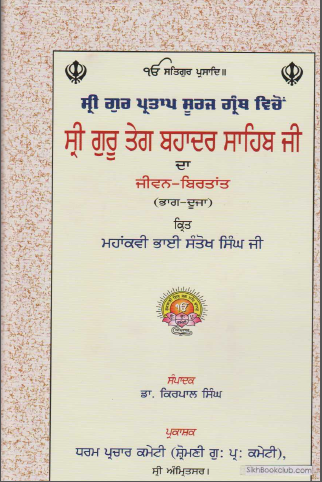 ੴ ਸਤਿਗੁਰ ਪ੍ਰਸਾਦਿ॥
ਸ੍ਰੀ ਗੁਰ ਪ੍ਰਤਾਪ ਸੂਰਜ ਗ੍ਰੰਥ ਵਿਚੋਂ
ਸ੍ਰੀ ਗੁਰੂ ਤੇਗ ਬਹਾਦਰ ਸਾਹਿਬ ਜੀ
ਦਾ
ਜੀਵਨ-ਬਿਰਤਾਂਤ
(ਭਾਗ-ਦੂਜਾ)
ਕ੍ਰਿਤ
ਮਹਾਂਕਵੀ ਭਾਈ ਸੰਤੋਖ ਸਿੰਘ ਜੀ
ਸੰਪਾਦਕ
ਡਾ. ਕਿਰਪਾਲ ਸਿੰਘ
ਪ੍ਰਕਾਸ਼ਕ
ਧਰਮ ਪ੍ਰਚਾਰ ਕਮੇਟੀ (ਸ਼੍ਰੋਮਣੀ ਗੁ: ਪ੍ਰ: ਕਮੇਟੀ),
ਸ੍ਰੀ ਅੰਮ੍ਰਿਤਸਰ।
SikhBookclub.com